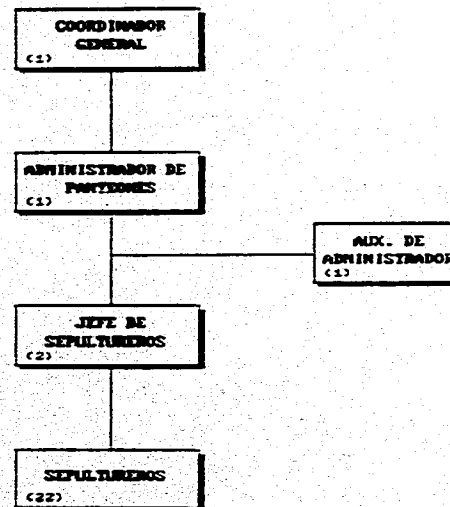 COORDINADOR
GENERAL
(1)
ADMINISTRADOR DE
PANTEONES
(1)
AUX. DE
ADMINISTRADOR
(1)
JEFE DE
SEPULTUREROS
(2)
SEPULTUREROS
(22)